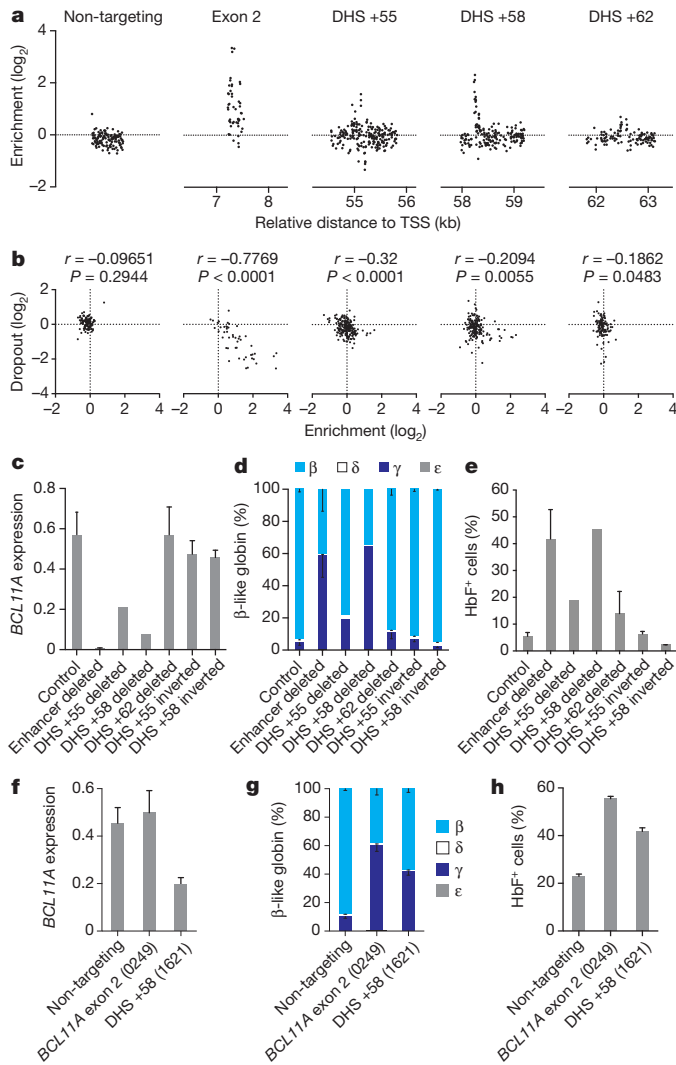 a
Non-targeting Exon 2 DHS +55 DHS +58 DHS +62
Enrichment (log2)
4
2
0
−2
7 8 55 56 58 59 62 63
Relative distance to TSS (kb)
b
r = −0.09651 r = −0.7769 r = −0.32 r = −0.2094 r = −0.1862
P = 0.2944 P < 0.0001 P < 0.0001 P = 0.0055 P = 0.0483
Dropout (log2)
2
0
−2
−4
−2 0 2 4 −2 0 2 4 −2 0 2 4 −2 0 2 4 −2 0 2 4
Enrichment (log2)
c
BCL11A expression
0.8
0.6
0.4
0.2
0
Control
Enhancer deleted
DHS +55 deleted
DHS +58 deleted
DHS +62 deleted
DHS +55 inverted
DHS +58 inverted
d
β δ γ ε
β-like globin (%)
100
80
60
40
20
0
Control
Enhancer deleted
DHS +55 deleted
DHS +58 deleted
DHS +62 deleted
DHS +55 inverted
DHS +58 inverted
e
HbF+ cells (%)
60
50
40
30
20
10
0
Control
Enhancer deleted
DHS +55 deleted
DHS +58 deleted
DHS +62 deleted
DHS +55 inverted
DHS +58 inverted
f
BCL11A expression
0.6
0.4
0.2
0
Non-targeting
BCL11A exon 2 (0249)
DHS +58 (1621)
g
β-like globin (%)
100
80
60
40
20
0
β
δ
γ
ε
Non-targeting
BCL11A exon 2 (0249)
DHS +58 (1621)
h
HbF+ cells (%)
60
40
20
0
Non-targeting
BCL11A exon 2 (0249)
DHS +58 (1621)